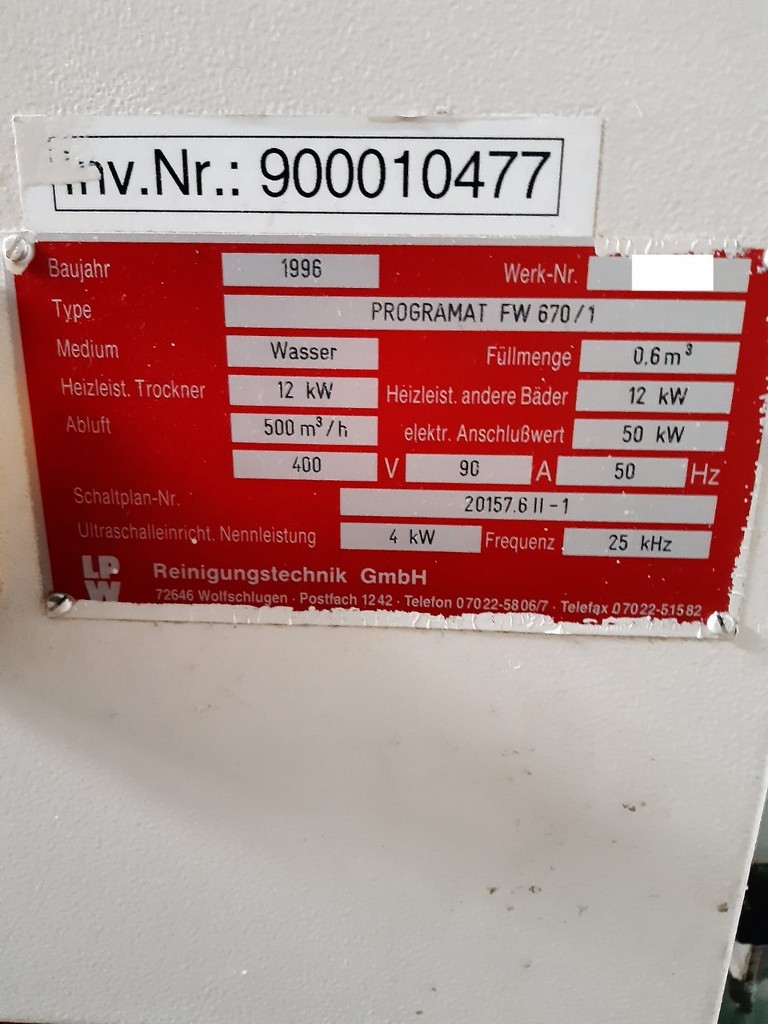 Inv.Nr.: 900010477
Baujahr 1996 Werk-Nr.
Type PROGRAMAT FW 670/1
Medium Wasser Füllmenge 0,6 m³
Heizleist. Trockner 12 kW Heizleist. andere Bäder 12 kW
Abluft 500 m³/h elektr. Anschlußwert 50 kW
400 V 90 A 50 Hz
Schaltplan-Nr. 20157.6 II-1
Ultraschalleinricht. Nennleistung 4 kW Frequenz 25 kHz
LPW
Reinigungstechnik GmbH
72646 Wolfschlugen · Postfach 1242 · Telefon 07022-5806/7 · Telefax 07022-51582